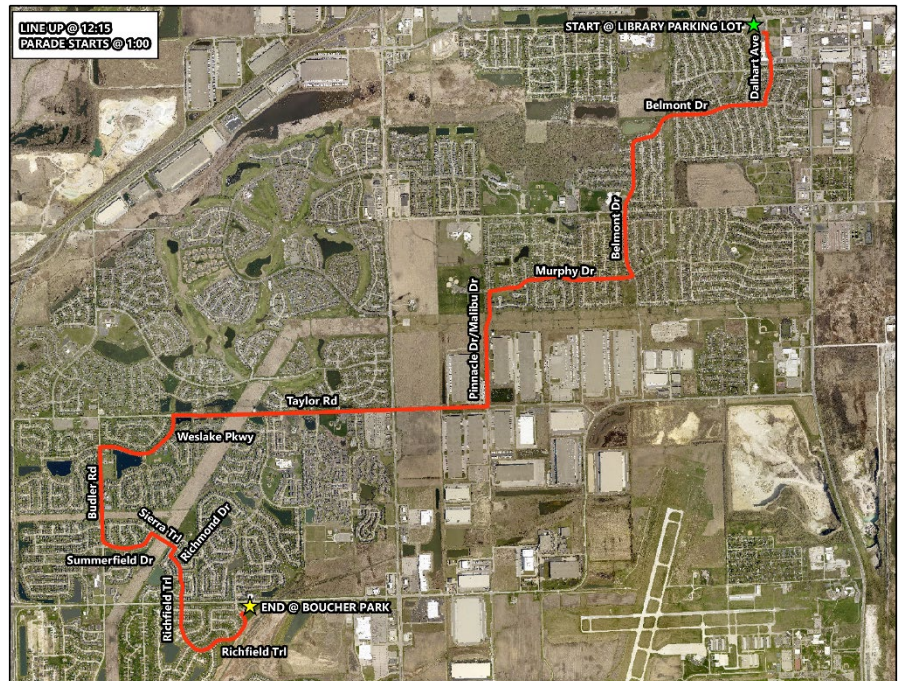 LINE UP @ 12:15
PARADE STARTS @ 1:00
START @ LIBRARY PARKING LOT
Dalhart Ave
Belmont Dr
Belmont Dr
Murphy Dr
Pinnacle Dr/Malibu Dr
Taylor Rd
Weslake Pkwy
Budler Rd
Sierra Trl
Richmond Dr
Summerfield Dr
Richfield Trl
END @ BOUCHER PARK
Richfield Trl